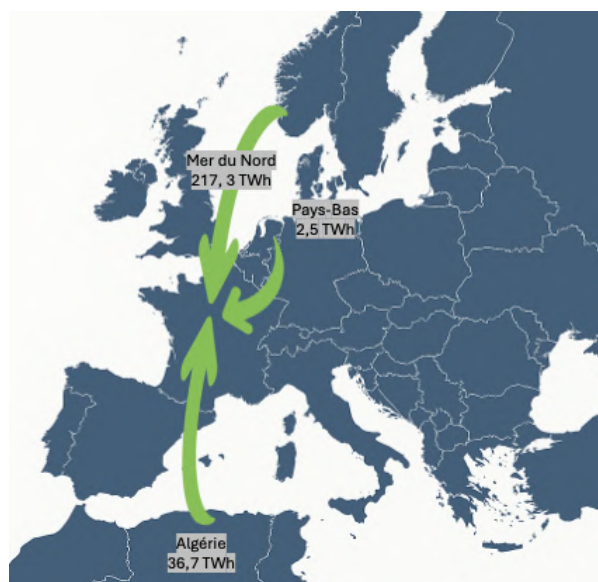 Mer du Nord
217, 3 TWh
Pays-Bas
2,5 TWh
Algérie
36,7 TWh